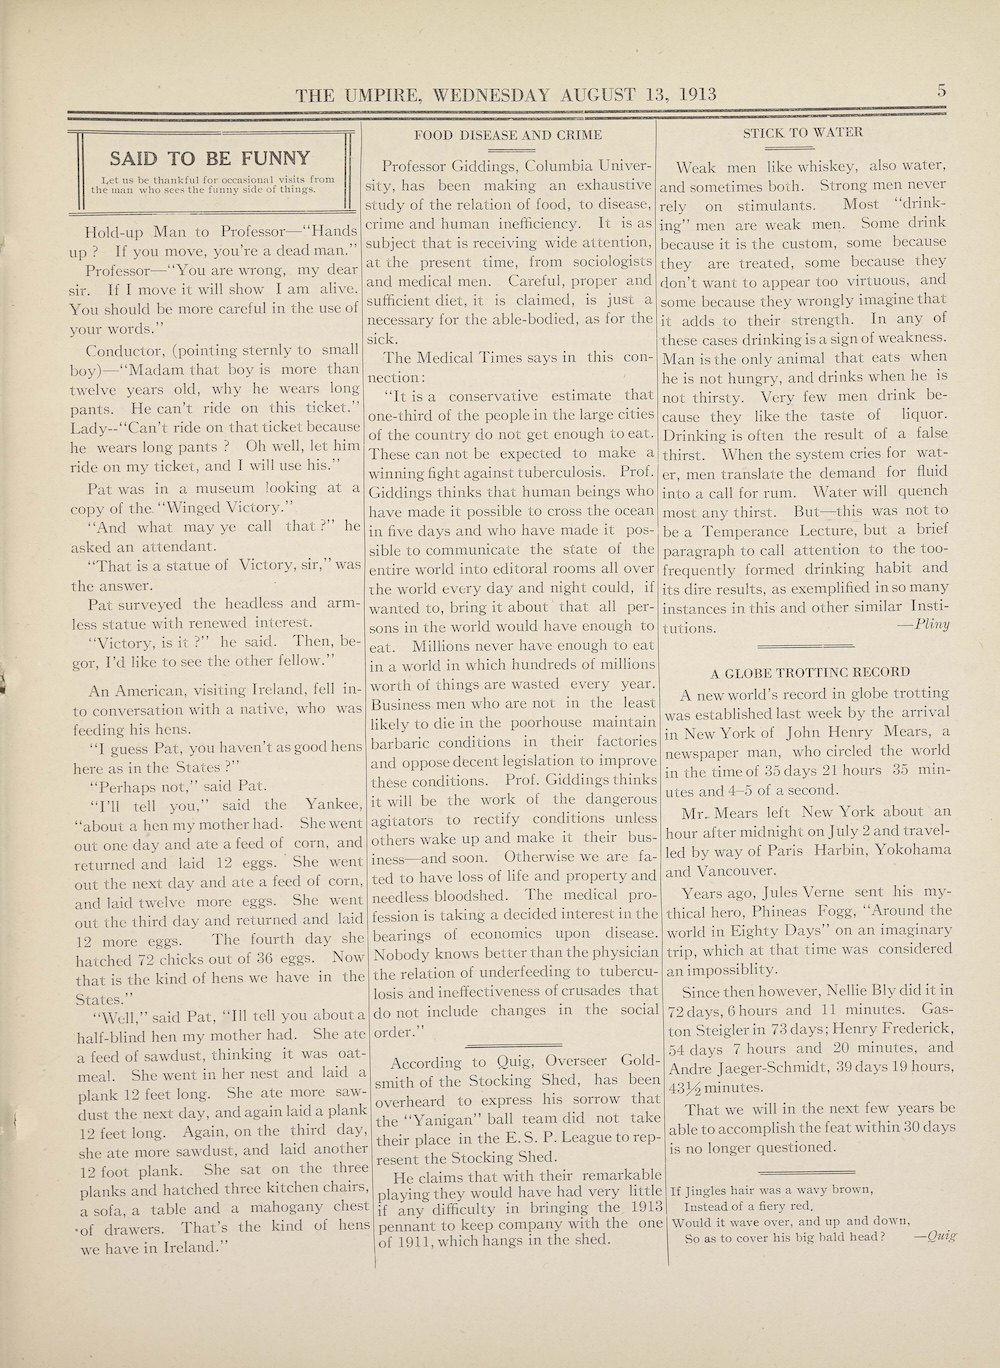 THE UMPIRE, WEDNESDAY AUGUST 13, 1913
5
SAID TO BE FUNNY
Let us be thankful for occasional visits from
the man who sees the funny side of things.
Hold-up Man to Professor—“Hands
up ? If you move, you're a dead man.”
Professor—“You are wrong, my dear
sir. If I move it will show I am alive.
You should be more careful in the use of
your words.”
Conductor, (pointing sternly to small
boy)—“Madam that boy is more than
twelve years old, why he wears long
pants. He can't ride on this ticket.”
Lady--“Can't ride on that ticket because
he wears long pants ? Oh well, let him
ride on my ticket, and I will use his.”
Pat was in a museum looking at a
copy of the “Winged Victory.”
“And what may ye call that ?” he
asked an attendant.
“That is a statue of Victory, sir,” was
the answer.
Pat surveyed the headless and arm-
less statue with renewed interest.
“Victory, is it ?” he said. Then, be-
gor, I'd like to see the other fellow.”
An American, visiting Ireland, fell in-
to conversation with a native, who was
feeding his hens.
“I guess Pat, you haven't as good hens
here as in the States ?”
“Perhaps not,” said Pat.
“I'll tell you,” said the Yankee,
“about a hen my mother had. She went
out one day and ate a feed of corn, and
returned and laid 12 eggs. She went
out the next day and ate a feed of corn,
and laid twelve more eggs. She went
out the third day and returned and laid
12 more eggs. The fourth day she
hatched 72 chicks out of 36 eggs. Now
that is the kind of hens we have in the
States.”
“Well,” said Pat, “Ill tell you about a
half-blind hen my mother had. She ate
a feed of sawdust, thinking it was oat-
meal. She went in her nest and laid a
plank 12 feet long. She ate more saw-
dust the next day, and again laid a plank
12 feet long. Again, on the third day,
she ate more sawdust, and laid another
12 foot plank. She sat on the three
planks and hatched three kitchen chairs,
a sofa, a table and a mahogany chest
of drawers. That's the kind of hens
we have in Ireland.”
FOOD DISEASE AND CRIME
Professor Giddings, Columbia Univer-
sity, has been making an exhaustive
study of the relation of food, to disease,
crime and human inefficiency. It is as
subject that is receiving wide attention,
at the present time, from sociologists
and medical men. Careful, proper and
sufficient diet, it is claimed, is just a
necessary for the able-bodied, as for the
sick.
The Medical Times says in this con-
nection:
“It is a conservative estimate that
one-third of the people in the large cities
of the country do not get enough to eat.
These can not be expected to make a
winning fight against tuberculosis. Prof.
Giddings thinks that human beings who
have made it possible to cross the ocean
in five days and who have made it pos-
sible to communicate the state of the
entire world into editoral rooms all over
the world every day and night could, if
wanted to, bring it about that all per-
sons in the world would have enough to
eat. Millions never have enough to eat
in a world in which hundreds of millions
worth of things are wasted every year.
Business men who are not in the least
likely to die in the poorhouse maintain
barbaric conditions in their factories
and oppose decent legislation to improve
these conditions. Prof. Giddings thinks
it will be the work of the dangerous
agitators to rectify conditions unless
others wake up and make it their bus-
iness—and soon. Otherwise we are fa-
ted to have loss of life and property and
needless bloodshed. The medical pro-
fession is taking a decided interest in the
bearings of economics upon disease.
Nobody knows better than the physician
the relation of underfeeding to tubercu-
losis and ineffectiveness of crusades that
do not include changes in the social
order.”
According to Quig, Overseer Gold-
smith of the Stocking Shed, has been
overheard to express his sorrow that
the “Yanigan” ball team did not take
their place in the E. S. P. League to rep-
resent the Stocking Shed.
He claims that with their remarkable
playing they would have had very little
if any difficulty in bringing the 1913
pennant to keep company with the one
of 1911, which hangs in the shed.
STICK TO WATER
Weak men like whiskey, also water,
and sometimes both. Strong men never
rely on stimulants. Most “drink-
ing” men are weak men. Some drink
because it is the custom, some because
they are treated, some because they
don't want to appear too virtuous, and
some because they wrongly imagine that
it adds to their strength. In any of
these cases drinking is a sign of weakness.
Man is the only animal that eats when
he is not hungry, and drinks when he is
not thirsty. Very few men drink be-
cause they like the taste of liquor.
Drinking is often the result of a false
thirst. When the system cries for wat-
er, men translate the demand for fluid
into a call for rum. Water will quench
most any thirst. But—this was not to
be a Temperance Lecture, but a brief
paragraph to call attention to the too-
frequently formed drinking habit and
its dire results, as exemplified in so many
instances in this and other similar Insti-
tutions. —Pliny
A GLOBE TROTTINC RECORD
A new world's record in globe trotting
was established last week by the arrival
in New York of John Henry Mears, a
newspaper man, who circled the world
in the time of 35 days 21 hours 35 min-
utes and 4–5 of a second.
Mr. Mears left New York about an
hour after midnight on July 2 and travel-
led by way of Paris Harbin, Yokohama
and Vancouver.
Years ago, Jules Verne sent his my-
thical hero, Phineas Fogg, “Around the
world in Eighty Days” on an imaginary
trip, which at that time was considered
an impossiblity.
Since then however, Nellie Bly did it in
72 days, 6 hours and 11 minutes. Gas-
ton Steigler in 73 days; Henry Frederick,
54 days 7 hours and 20 minutes, and
Andre Jaeger-Schmidt, 39 days 19 hours,
43½ minutes.
That we will in the next few years be
able to accomplish the feat within 30 days
is no longer questioned.
If Jingles hair was a wavy brown,
Instead of a fiery red,
Would it wave over, and up and down,
So as to cover his big bald head? —Quig